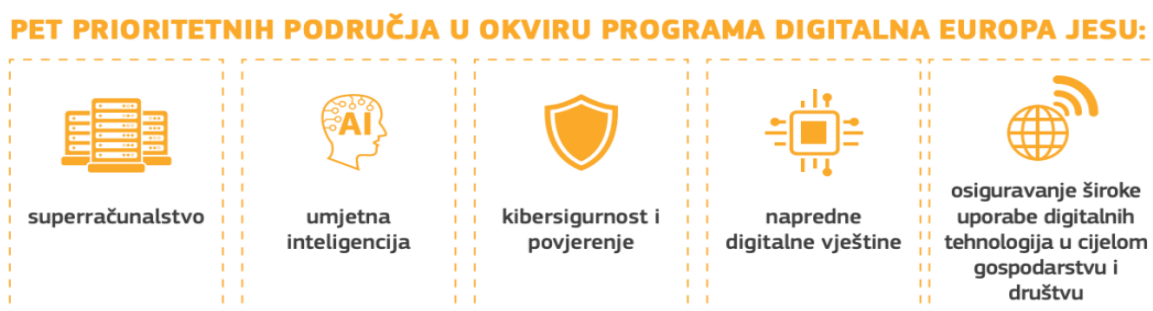 PET PRIORITETNIH PODRUČJA U OKVIRU PROGRAMA DIGITALNA EUROPA JESU:
superračunalstvo
AI
umjetna
inteligencija
kibersigurnost i
povjerenje
napredne
digitalne vještine
osiguravanje široke
uporabe digitalnih
tehnologija u cijelom
gospodarstvu i
društvu